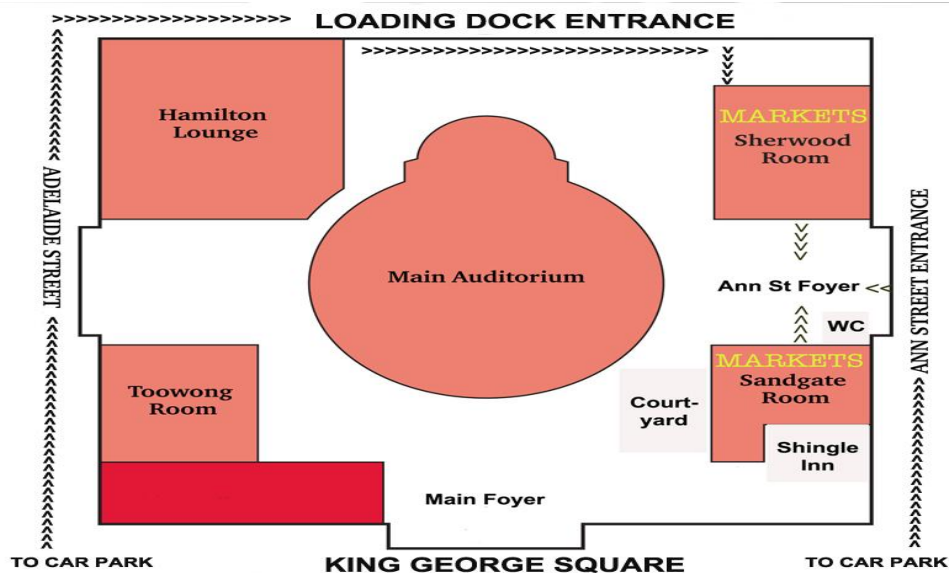 LOADING DOCK ENTRANCE
Hamilton
Lounge
MARKETS
Sherwood
Room
ADELAIDE STREET
Main Auditorium
Ann St Foyer
ANN STREET ENTRANCE
WC
MARKETS
Sandgate
Room
Toowong
Room
Court-
yard
Shingle
Inn
Main Foyer
TO CAR PARK
KING GEORGE SQUARE
TO CAR PARK